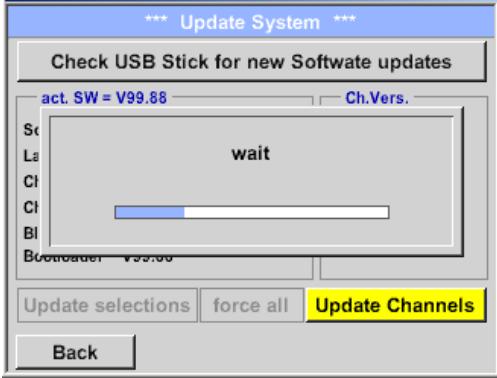 *** Update System ***
Check USB Stick for new Softwate updates
act. SW = V99.88
Ch.Vers.
wait
Update selections
force all
Update Channels
Back